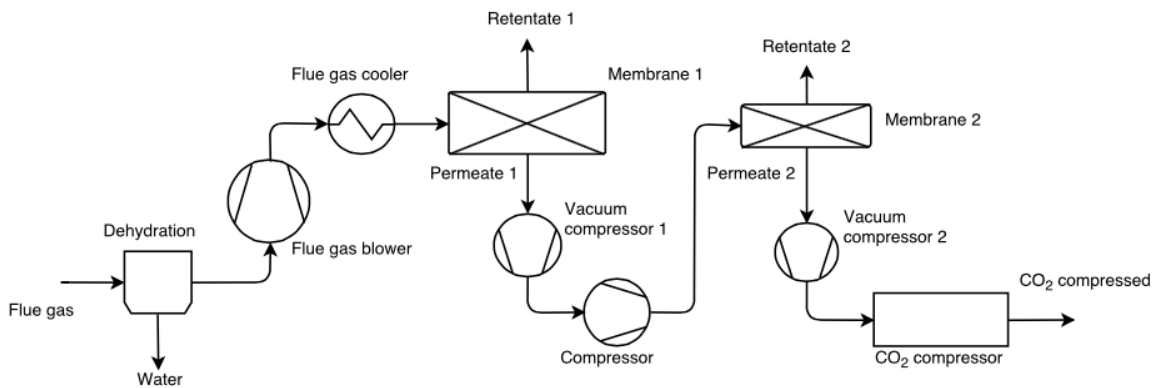 Retentate 1
Retentate 2
Flue gas cooler
Membrane 1
Membrane 2
Permeate 1
Permeate 2
Vacuum
compressor 1
Vacuum
compressor 2
Dehydration
Flue gas blower
CO₂ compressed
Flue gas
Compressor
CO₂ compressor
Water